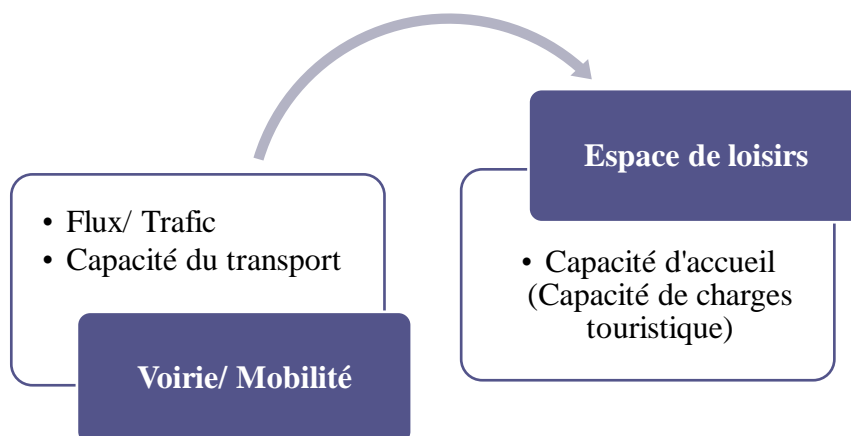 • Flux/ Trafic
• Capacité du transport
Voirie/ Mobilité
Espace de loisirs
• Capacité d'accueil
(Capacité de charges
touristique)